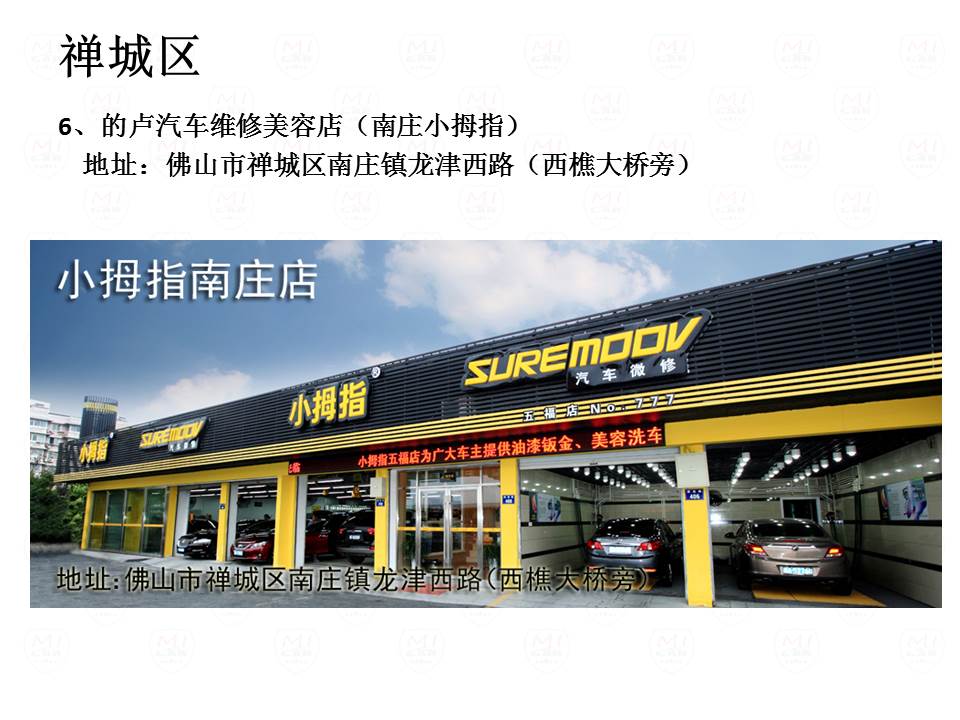 禅城区
6、的卢汽车维修美容店（南庄小拇指）
地址：佛山市禅城区南庄镇龙津西路（西樵大桥旁）
小拇指南庄店
SUREMOOV
汽车微修
小拇指®
五福店 No.777
小拇指
SUREMOOV
汽车微修
小拇指五福店为广大车主提供油漆钣金、美容洗车
406
地址:佛山市禅城区南庄镇龙津西路(西樵大桥旁)